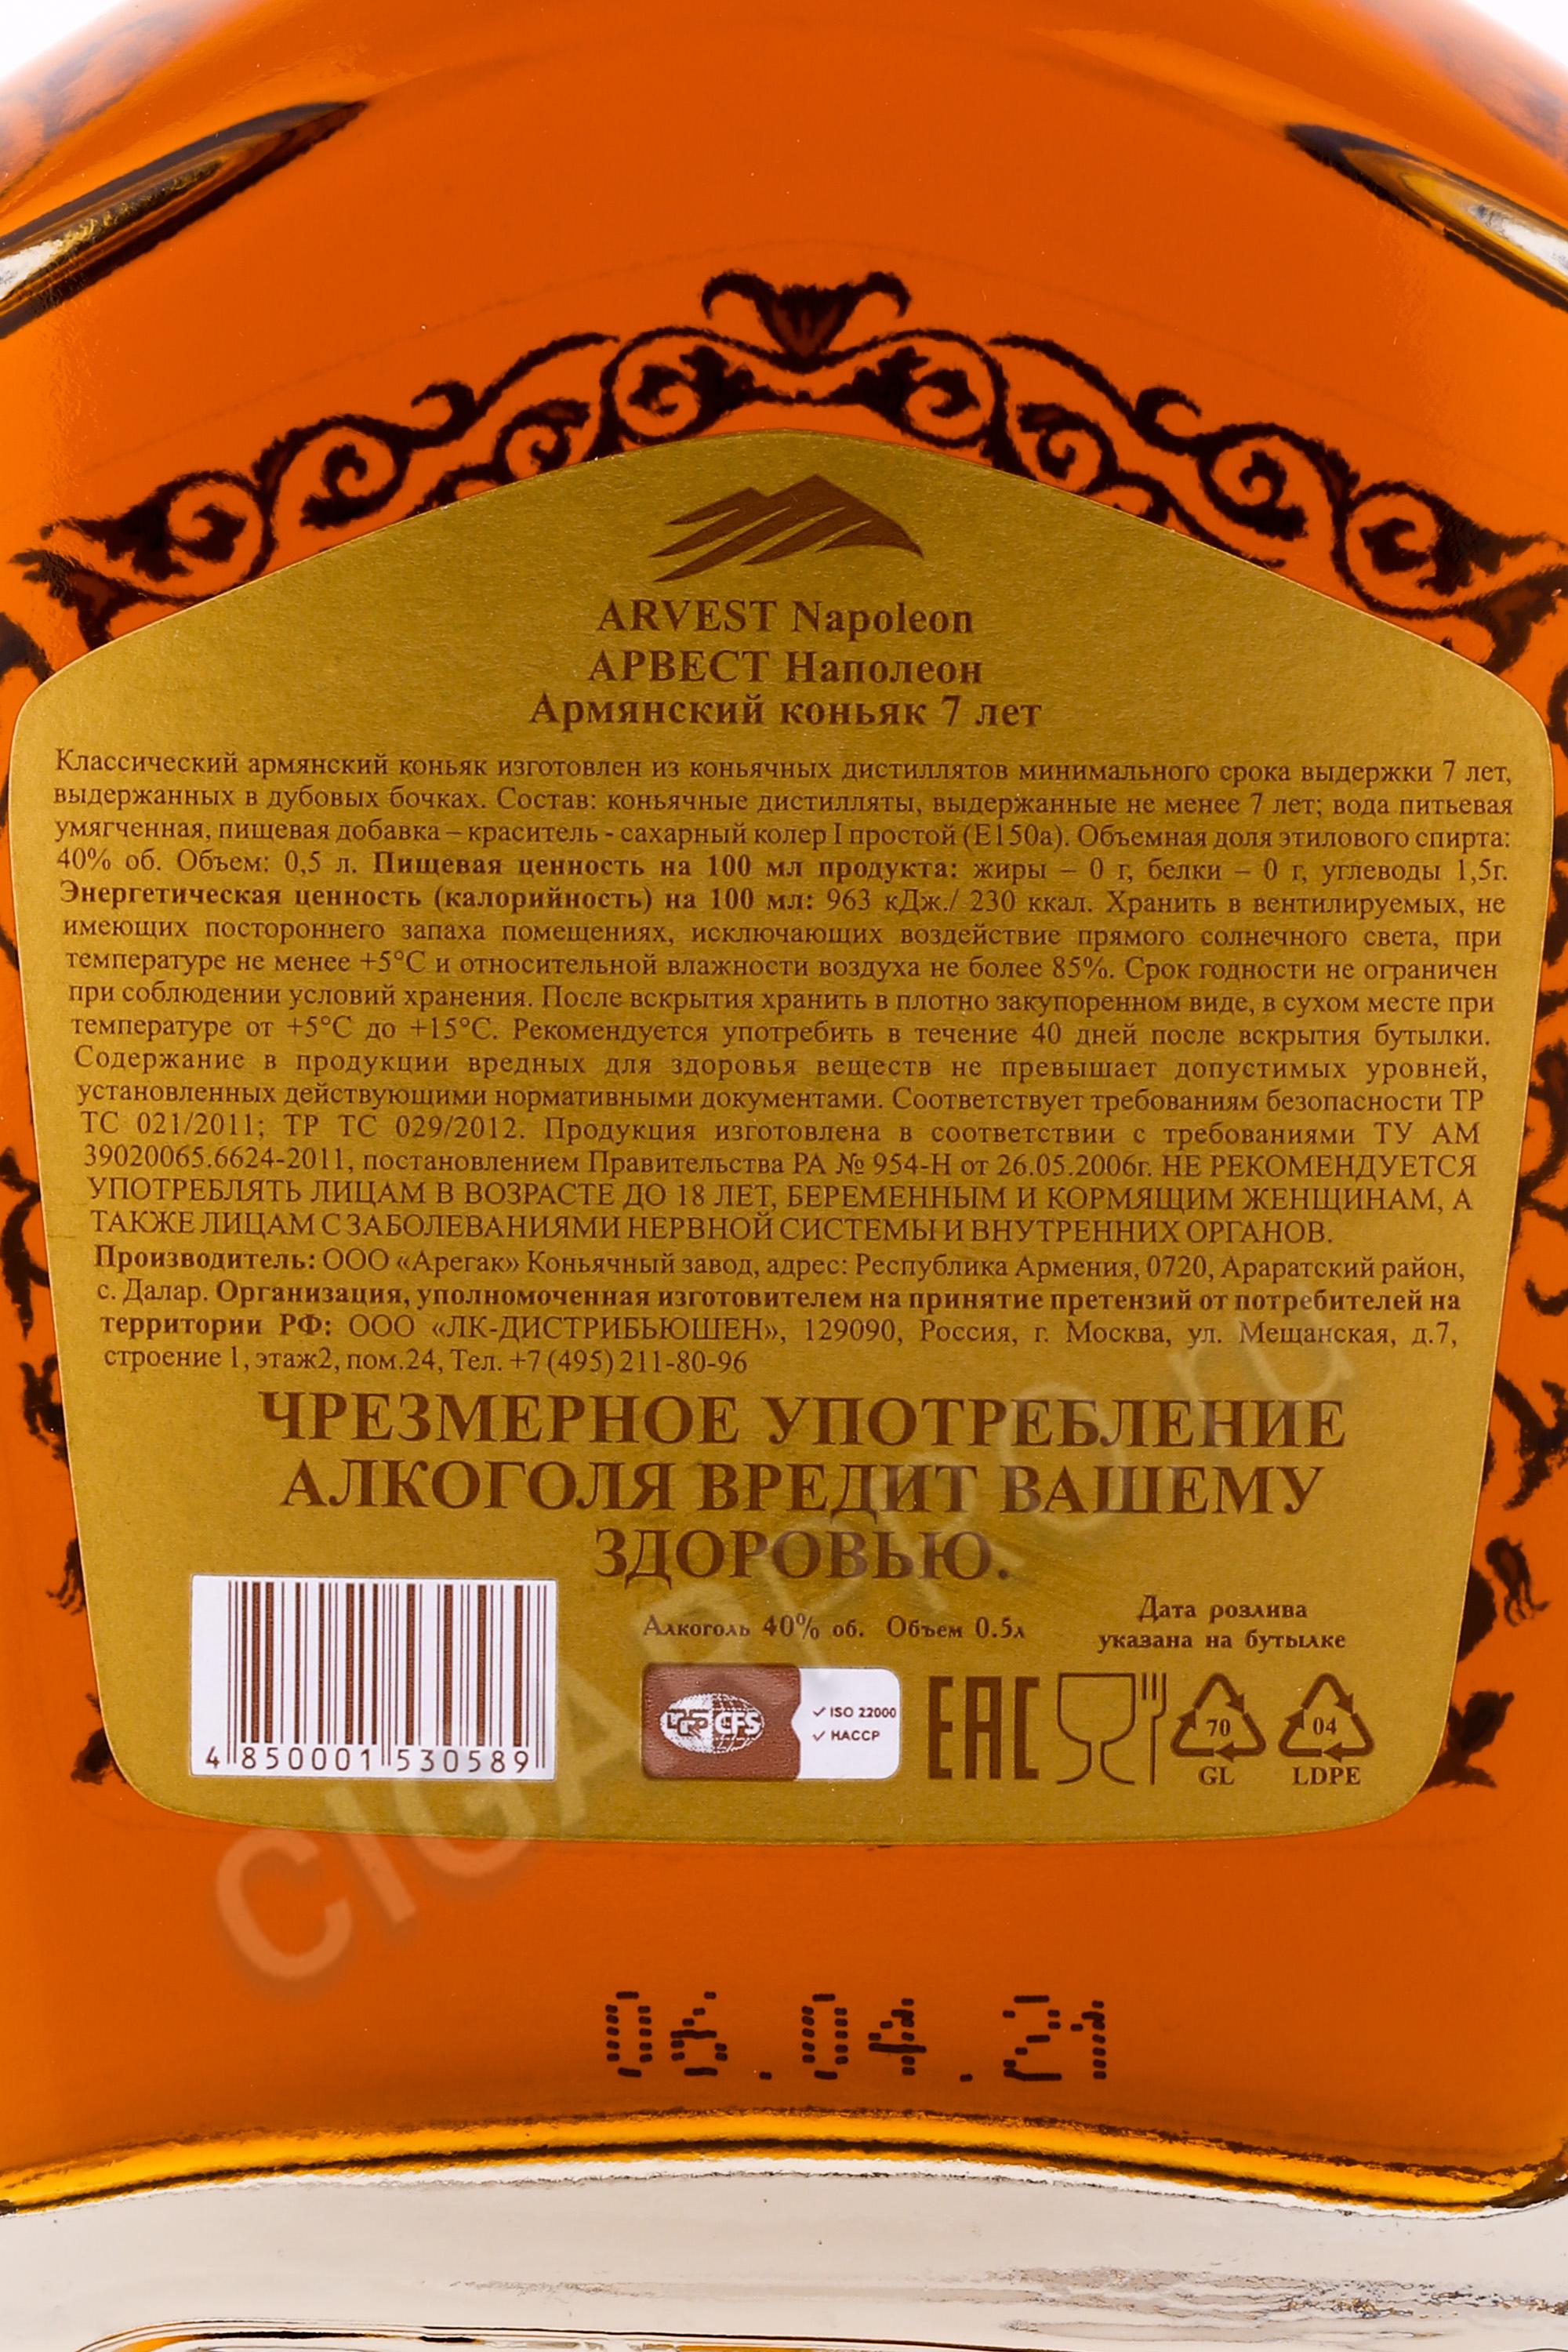 ARVEST Napoleon
АРВЕСТ Наполеон
Армянский коньяк 7 лет
Классический армянский коньяк изготовлен из коньячных дистиллятов минимального срока выдержки 7 лет,
выдержанных в дубовых бочках. Состав: коньячные дистилляты, выдержанные не менее 7 лет; вода питьевая
умягченная, пищевая добавка – краситель - сахарный колер I простой (Е150а). Объемная доля этилового спирта:
40% об. Объем: 0,5 л. Пищевая ценность на 100 мл продукта: жиры – 0 г, белки – 0 г, углеводы 1,5г.
Энергетическая ценность (калорийность) на 100 мл: 963 кДж./ 230 ккал. Хранить в вентилируемых, не
имеющих постороннего запаха помещениях, исключающих воздействие прямого солнечного света, при
температуре не менее +5°С и относительной влажности воздуха не более 85%. Срок годности не ограничен
при соблюдении условий хранения. После вскрытия хранить в плотно закупоренном виде, в сухом месте при
температуре от +5°С до +15°С. Рекомендуется употребить в течение 40 дней после вскрытия бутылки.
Содержание в продукции вредных для здоровья веществ не превышает допустимых уровней,
установленных действующими нормативными документами. Соответствует требованиям безопасности ТР
ТС 021/2011; ТР ТС 029/2012. Продукция изготовлена в соответствии с требованиями ТУ АМ
39020065.6624-2011, постановлением Правительства РА № 954-Н от 26.05.2006г. НЕ РЕКОМЕНДУЕТСЯ
УПОТРЕБЛЯТЬ ЛИЦАМ В ВОЗРАСТЕ ДО 18 ЛЕТ, БЕРЕМЕННЫМ И КОРМЯЩИМ ЖЕНЩИНАМ, А
ТАКЖЕ ЛИЦАМ С ЗАБОЛЕВАНИЯМИ НЕРВНОЙ СИСТЕМЫ И ВНУТРЕННИХ ОРГАНОВ.
Производитель: ООО «Арегак» Коньячный завод, адрес: Республика Армения, 0720, Араратский район,
с. Далар. Организация, уполномоченная изготовителем на принятие претензий от потребителей на
территории РФ: ООО «ЛК-ДИСТРИБЬЮШЕН», 129090, Россия, г. Москва, ул. Мещанская, д.7,
строение 1, этаж2, пом.24, Тел. +7 (495) 211-80-96
ЧРЕЗМЕРНОЕ УПОТРЕБЛЕНИЕ
АЛКОГОЛЯ ВРЕДИТ ВАШЕМУ
ЗДОРОВЬЮ.
Алкоголь 40% об. Объем 0.5л
Дата розлива
указана на бутылке
4 850001 530589
CFS
✓ ISO 22000
✓ HACCP
EAC
70
GL
04
LDPE
CIGARPRO.ru
06.04.21